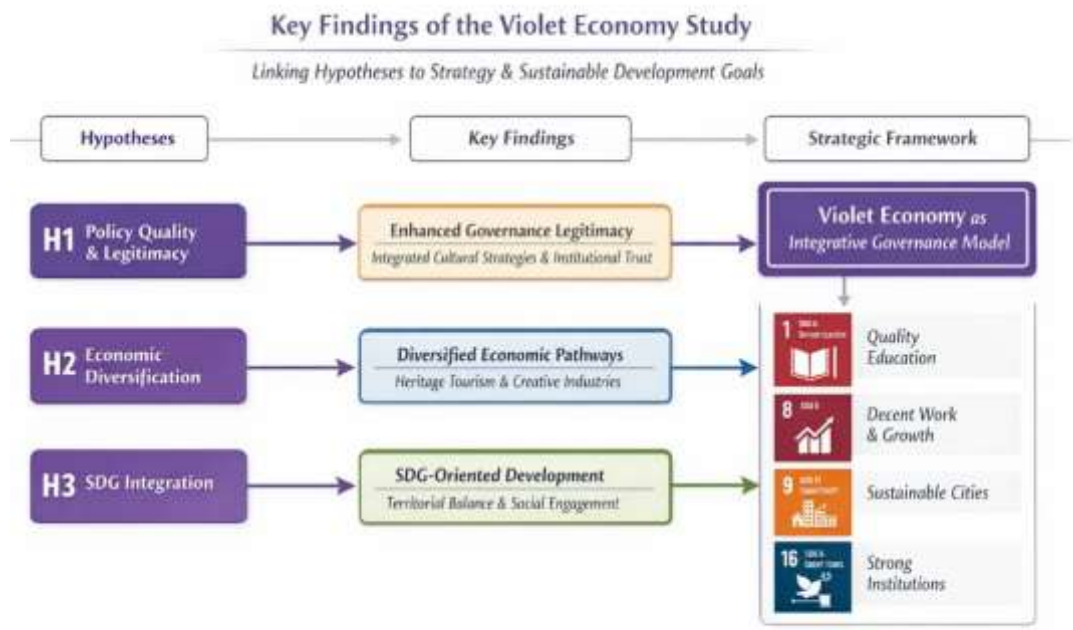 Key Findings of the Violet Economy Study
Linking Hypotheses to Strategy & Sustainable Development Goals
Hypotheses
Key Findings
Strategic Framework
H1 Policy Quality
& Legitimacy
Enhanced Governance Legitimacy
Integrated Cultural Strategies & Institutional Trust
Violet Economy as
Integrative Governance Model
H2 Economic
Diversification
Diversified Economic Pathways
Heritage Tourism & Creative Industries
H3 SDG Integration
SDG-Oriented Development
Territorial Balance & Social Engagement
1
Quality
Education
8
Decent Work
& Growth
9
Sustainable Cities
16
Strong
Institutions